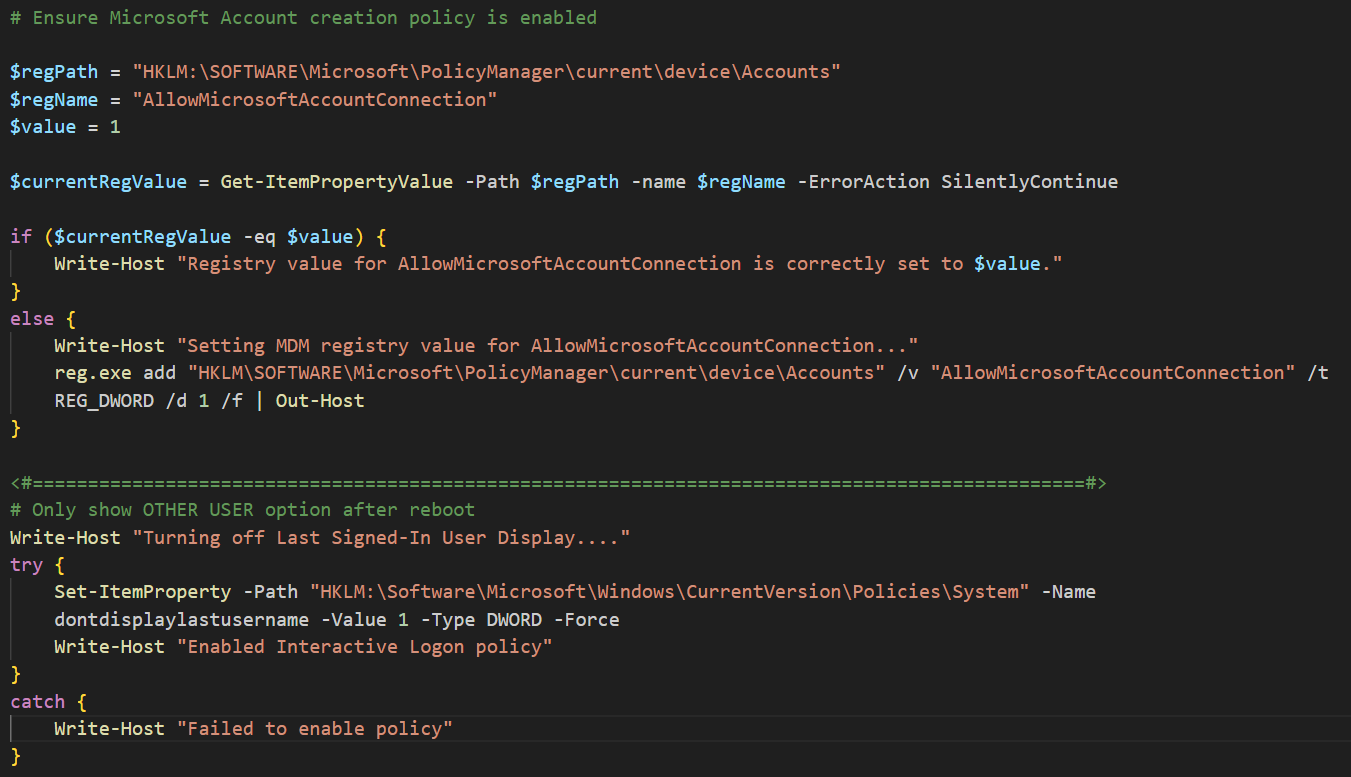 # Ensure Microsoft Account creation policy is enabled

$regPath = "HKLM:\SOFTWARE\Microsoft\PolicyManager\current\device\Accounts"
$regName = "AllowMicrosoftAccountConnection"
$value = 1

$currentRegValue = Get-ItemPropertyValue -Path $regPath -name $regName -ErrorAction SilentlyContinue

if ($currentRegValue -eq $value) {
    Write-Host "Registry value for AllowMicrosoftAccountConnection is correctly set to $value."
}
else {
    Write-Host "Setting MDM registry value for AllowMicrosoftAccountConnection..."
    reg.exe add "HKLM\SOFTWARE\Microsoft\PolicyManager\current\device\Accounts" /v "AllowMicrosoftAccountConnection" /t
    REG_DWORD /d 1 /f | Out-Host
}

<#===============================================================================================#>
# Only show OTHER USER option after reboot
Write-Host "Turning off Last Signed-In User Display...."
try {
    Set-ItemProperty -Path "HKLM:\Software\Microsoft\Windows\CurrentVersion\Policies\System" -Name
    dontdisplaylastusername -Value 1 -Type DWORD -Force
    Write-Host "Enabled Interactive Logon policy"
}
catch {
    Write-Host "Failed to enable policy"
}